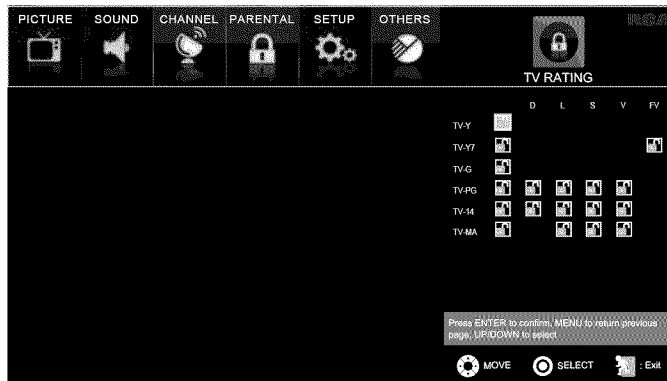 PICTURE SOUND CHANNEL PARENTAL SETUP OTHERS
RCA
TV RATING
D L S V FV
TV-Y
TV-Y7
TV-G
TV-PG
TV-14
TV-MA
Press ENTER to confirm, MENU to return previous
page, UP/DOWN to select
MOVE SELECT : Exit